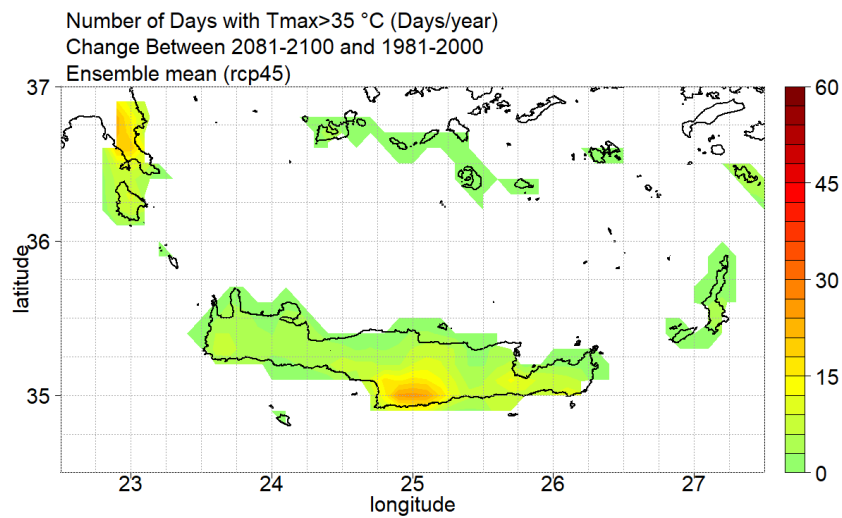 Number of Days with Tmax>35 °C (Days/year)
Change Between 2081-2100 and 1981-2000
Ensemble mean (rcp45)
37
36
35
latitude
23
24
25
26
27
longitude
60
45
30
15
0